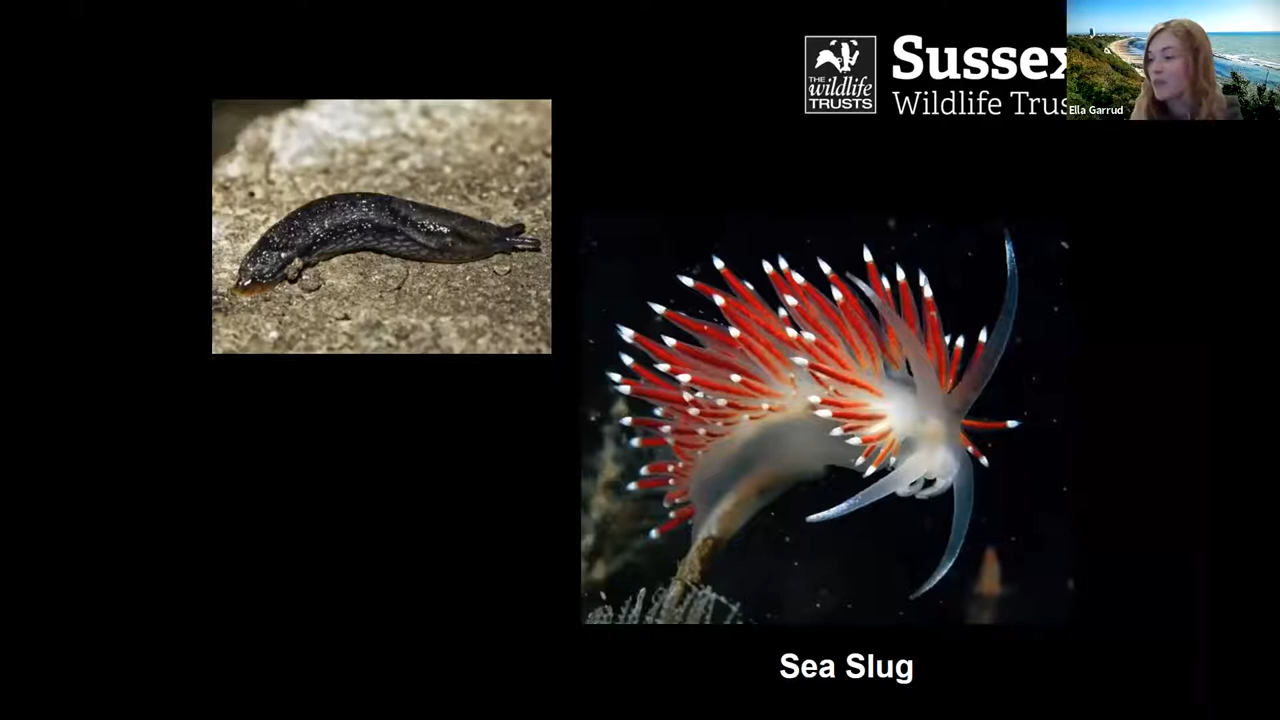 THE
wildlife
TRUSTS
Sussex
Wildlife Trus
Ella Garrud
Sea Slug